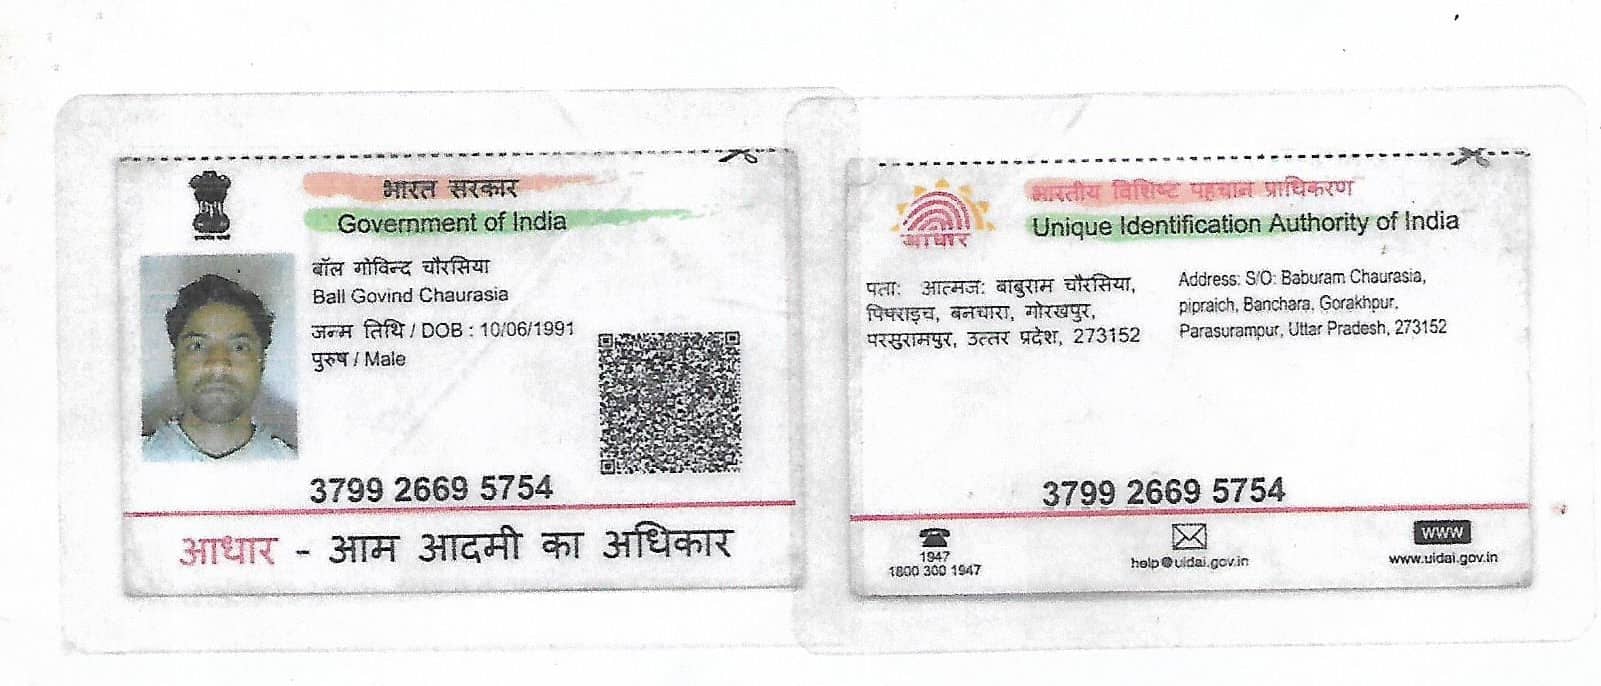 भारत सरकार
Government of India
बॉल गोविन्द चौरसिया
Ball Govind Chaurasia
जन्म तिथि / DOB : 10/06/1991
पुरुष / Male
3799 2669 5754
आधार - आम आदमी का अधिकार
भारतीय विशिष्ट पहचान प्राधिकरण
Unique Identification Authority of India
आधार
पता: आत्मज: बाबुराम चौरसिया,
पिपराइच, बनचारा, गोरखपुर,
परसुरामपुर, उत्तर प्रदेश, 273152
Address: S/O: Baburam Chaurasia,
pipraich, Banchara, Gorakhpur,
Parasurampur, Uttar Pradesh, 273152
3799 2669 5754
1947
1800 300 1947
help@uidai.gov.in
WWW
www.uidai.gov.in